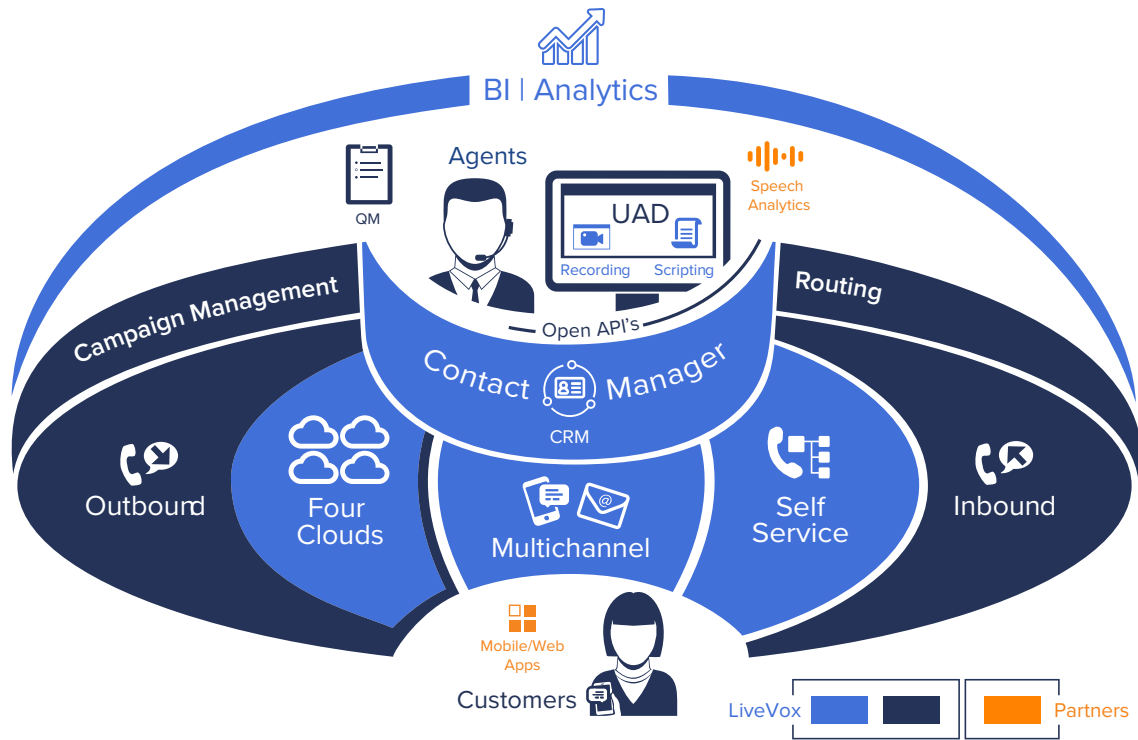 BI | Analytics
Agents
QM
Speech
Analytics
UAD
Recording
Scripting
Campaign Management
Routing
Open API's
Contact Manager
CRM
Outbound
Four
Clouds
Multichannel
@
Self
Service
Inbound
Mobile/Web
Apps
Customers
LiveVox
Partners